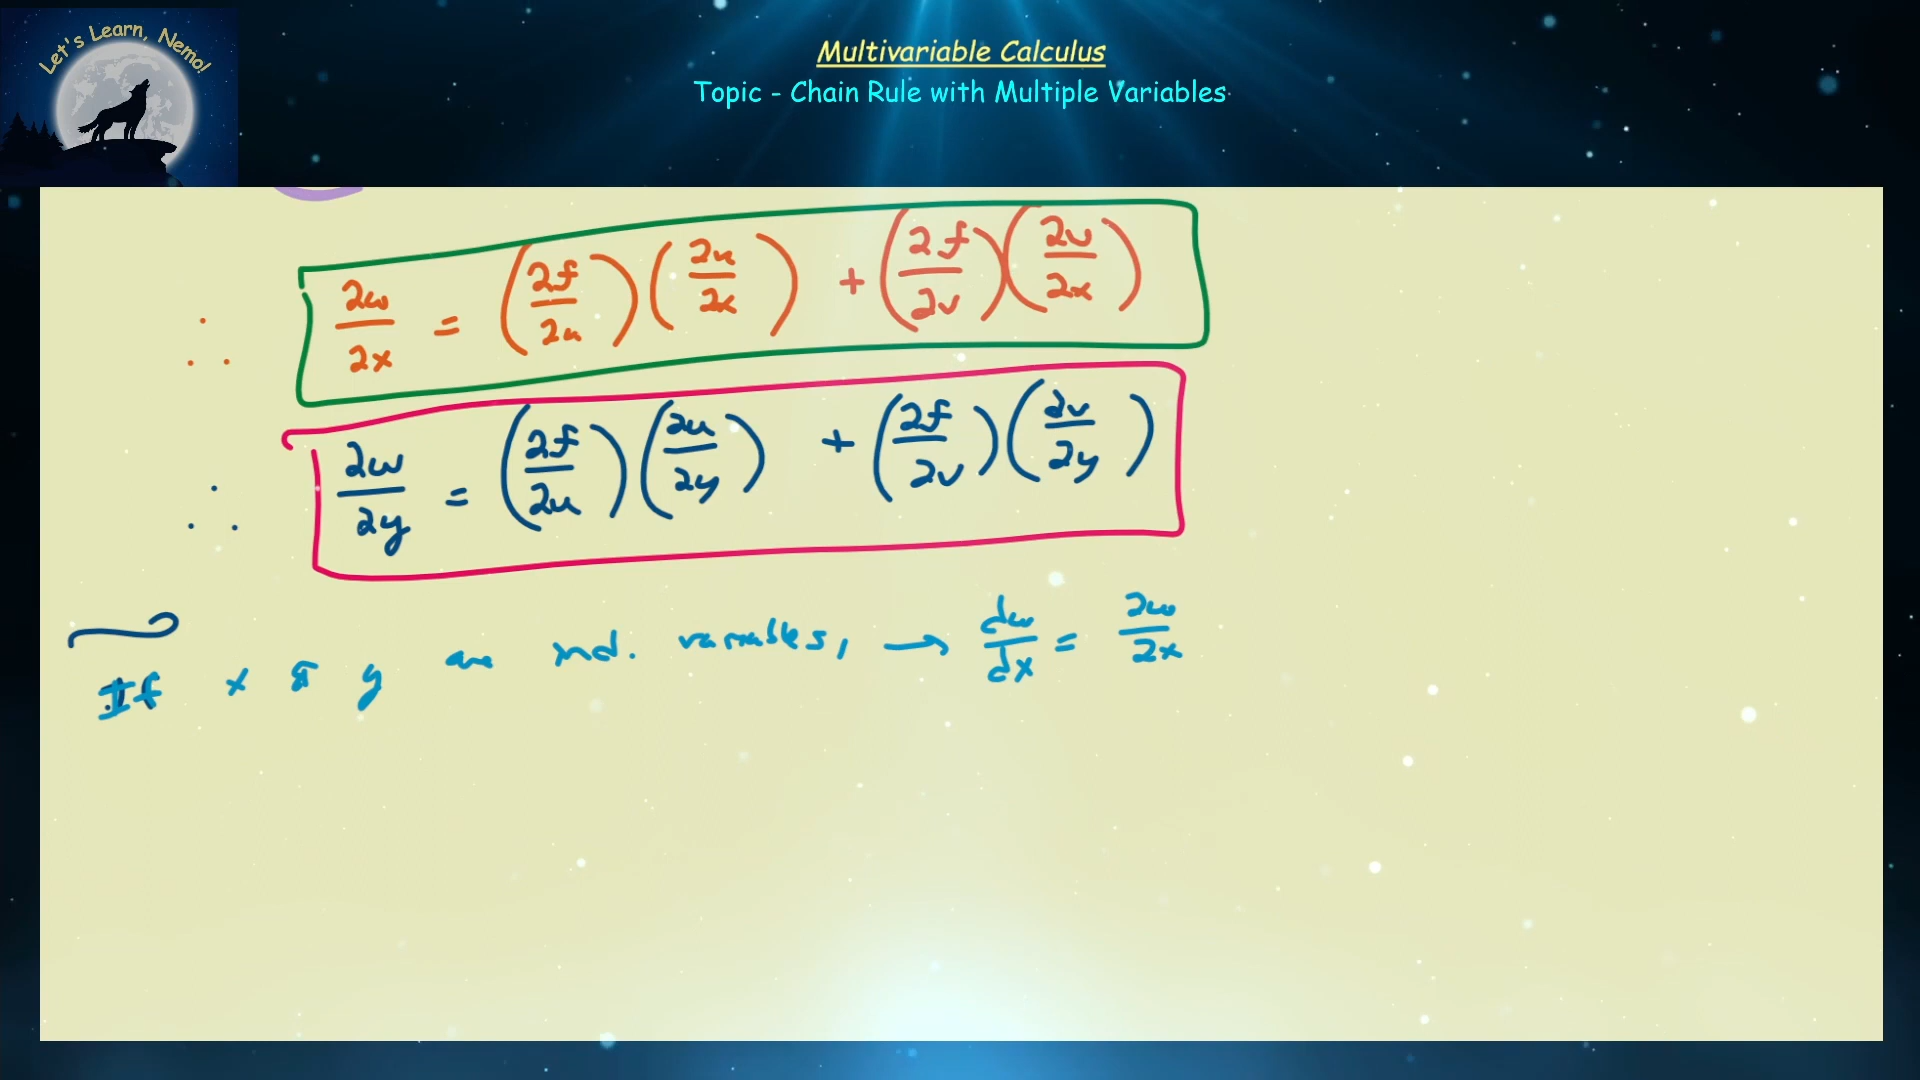 Let's Learn, Nemo!
Multivariable Calculus
Topic - Chain Rule with Multiple Variables
∴ ∂w/∂x = (∂f/∂u)(∂u/∂x) + (∂f/∂v)(∂v/∂x)
∴ ∂w/∂y = (∂f/∂u)(∂u/∂y) + (∂f/∂v)(∂v/∂y)
If x & y are ind. variables, → dw/dx = ∂w/∂x